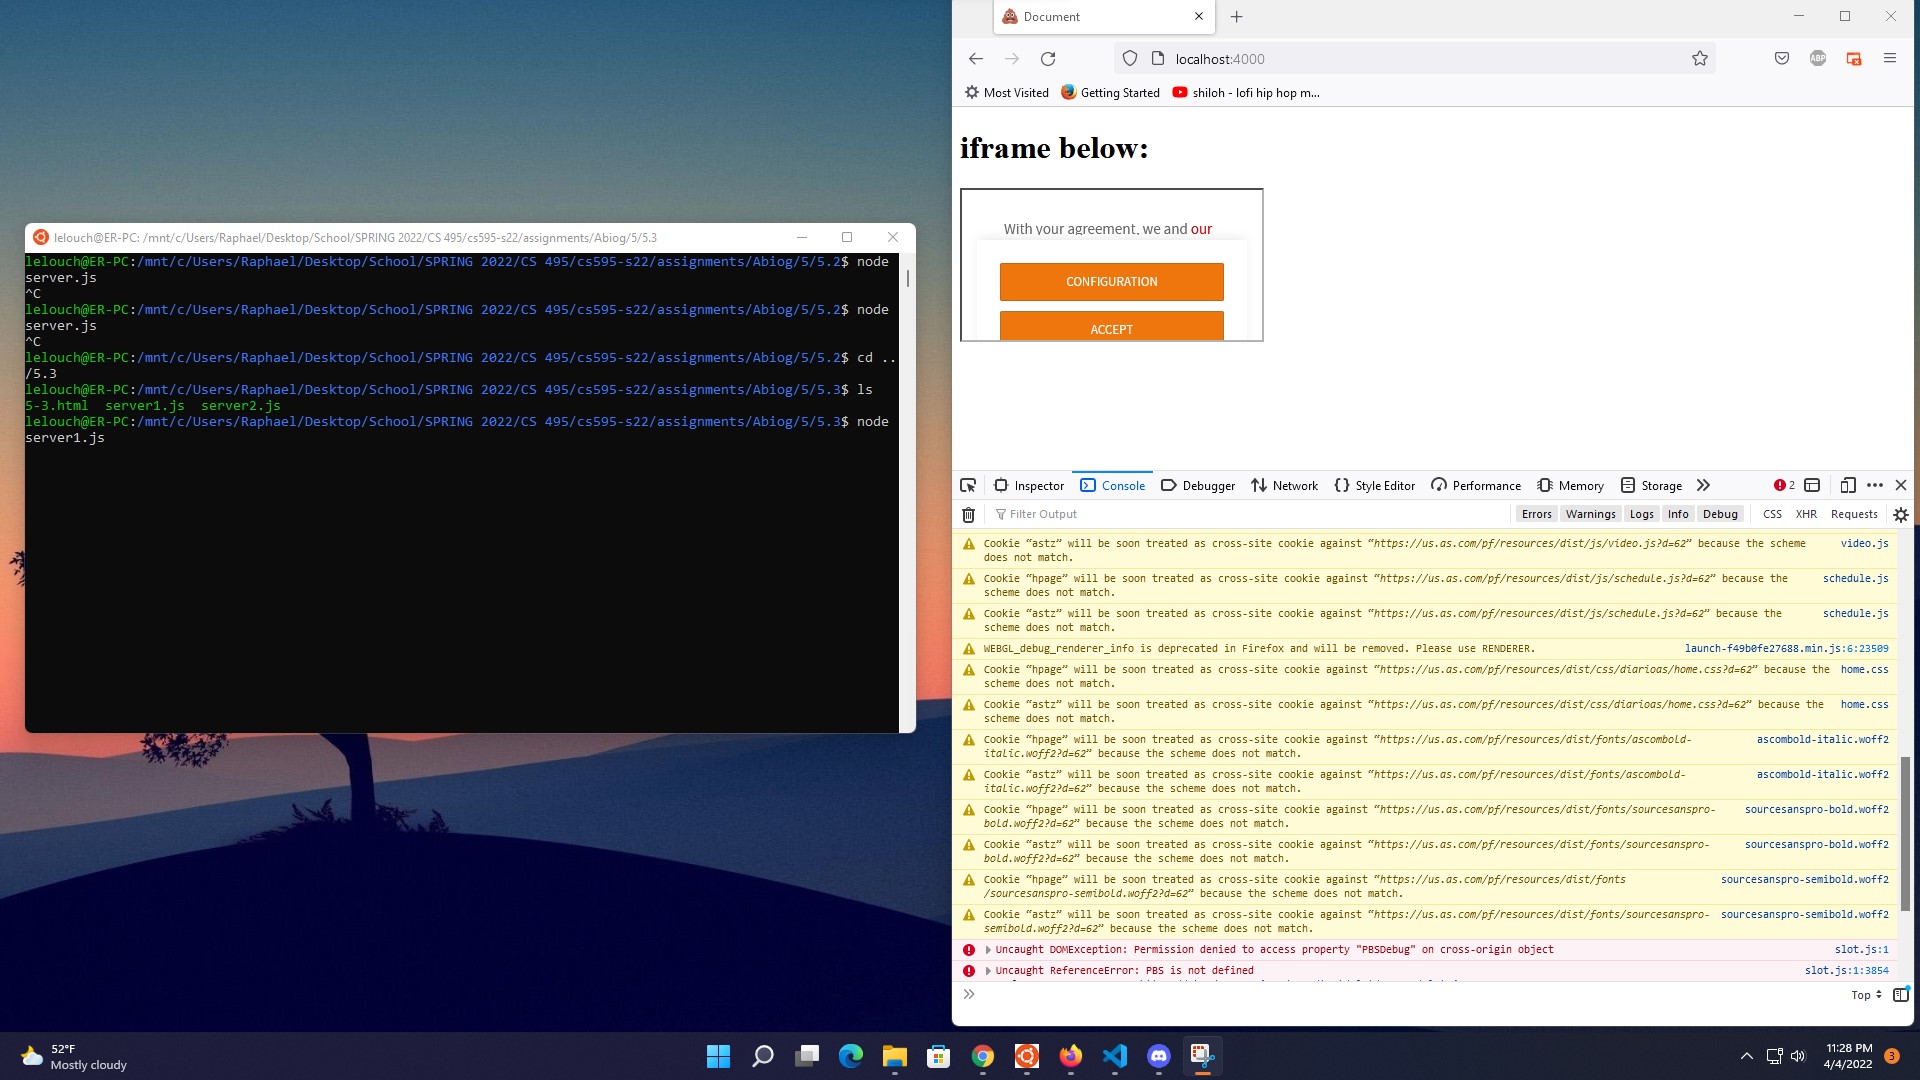 lelouch@ER-PC: /mnt/c/Users/Raphael/Desktop/School/SPRING 2022/CS 495/cs595-s22/assignments/Abiog/5/5.3
lelouch@ER-PC:/mnt/c/Users/Raphael/Desktop/School/SPRING 2022/CS 495/cs595-s22/assignments/Abiog/5/5.2$ node
server.js
^C
lelouch@ER-PC:/mnt/c/Users/Raphael/Desktop/School/SPRING 2022/CS 495/cs595-s22/assignments/Abiog/5/5.2$ node
server.js
^C
lelouch@ER-PC:/mnt/c/Users/Raphael/Desktop/School/SPRING 2022/CS 495/cs595-s22/assignments/Abiog/5/5.2$ cd ..
/5.3
lelouch@ER-PC:/mnt/c/Users/Raphael/Desktop/School/SPRING 2022/CS 495/cs595-s22/assignments/Abiog/5/5.3$ ls
5-3.html server1.js server2.js
lelouch@ER-PC:/mnt/c/Users/Raphael/Desktop/School/SPRING 2022/CS 495/cs595-s22/assignments/Abiog/5/5.3$ node
server1.js
Document
localhost:4000
ABP
Most Visited Getting Started shiloh - lofi hip hop m...
iframe below:
With your agreement, we and our
CONFIGURATION
ACCEPT
Inspector Console Debugger Network Style Editor Performance Memory Storage 2
Filter Output Errors Warnings Logs Info Debug CSS XHR Requests
Cookie “astz” will be soon treated as cross-site cookie against “https://us.as.com/pf/resources/dist/js/video.js?d=62” because the scheme video.js
does not match.
Cookie “hpage” will be soon treated as cross-site cookie against “https://us.as.com/pf/resources/dist/js/schedule.js?d=62” because the schedule.js
scheme does not match.
Cookie “astz” will be soon treated as cross-site cookie against “https://us.as.com/pf/resources/dist/js/schedule.js?d=62” because the schedule.js
scheme does not match.
WEBGL_debug_renderer_info is deprecated in Firefox and will be removed. Please use RENDERER. launch-f49b0fe27688.min.js:6:23509
Cookie “hpage” will be soon treated as cross-site cookie against “https://us.as.com/pf/resources/dist/css/diarioas/home.css?d=62” because the home.css
scheme does not match.
Cookie “astz” will be soon treated as cross-site cookie against “https://us.as.com/pf/resources/dist/css/diarioas/home.css?d=62” because the home.css
scheme does not match.
Cookie “hpage” will be soon treated as cross-site cookie against “https://us.as.com/pf/resources/dist/fonts/ascombold- ascombold-italic.woff2
italic.woff2?d=62” because the scheme does not match.
Cookie “astz” will be soon treated as cross-site cookie against “https://us.as.com/pf/resources/dist/fonts/ascombold- ascombold-italic.woff2
italic.woff2?d=62” because the scheme does not match.
Cookie “hpage” will be soon treated as cross-site cookie against “https://us.as.com/pf/resources/dist/fonts/sourcesanspro- sourcesanspro-bold.woff2
bold.woff2?d=62” because the scheme does not match.
Cookie “astz” will be soon treated as cross-site cookie against “https://us.as.com/pf/resources/dist/fonts/sourcesanspro- sourcesanspro-bold.woff2
bold.woff2?d=62” because the scheme does not match.
Cookie “hpage” will be soon treated as cross-site cookie against “https://us.as.com/pf/resources/dist/fonts sourcesanspro-semibold.woff2
/sourcesanspro-semibold.woff2?d=62” because the scheme does not match.
Cookie “astz” will be soon treated as cross-site cookie against “https://us.as.com/pf/resources/dist/fonts/sourcesanspro- sourcesanspro-semibold.woff2
semibold.woff2?d=62” because the scheme does not match.
Uncaught DOMException: Permission denied to access property "PBSDebug" on cross-origin object slot.js:1
Uncaught ReferenceError: PBS is not defined slot.js:1:3854
Top
52°F
Mostly cloudy
11:28 PM
4/4/2022
3